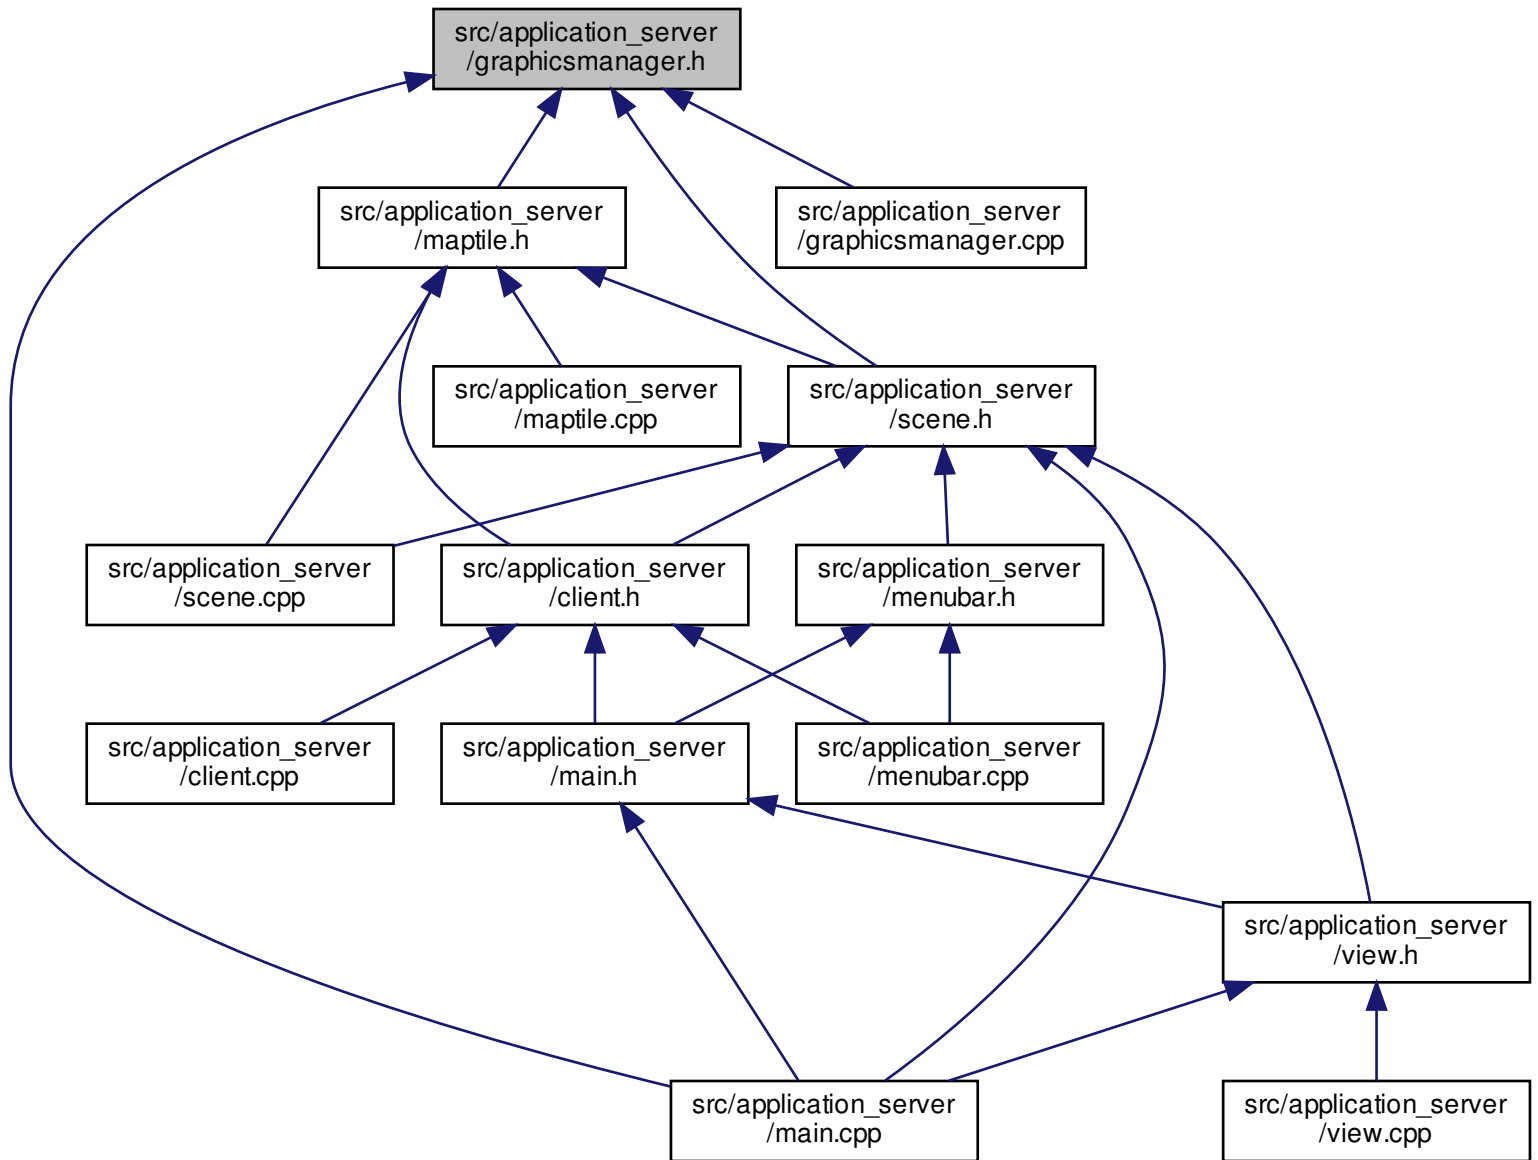 src/application_server
/graphicsmanager.h
src/application_server
/maptile.h
src/application_server
/graphicsmanager.cpp
src/application_server
/maptile.cpp
src/application_server
/scene.h
src/application_server
/scene.cpp
src/application_server
/client.h
src/application_server
/menubar.h
src/application_server
/client.cpp
src/application_server
/main.h
src/application_server
/menubar.cpp
src/application_server
/view.h
src/application_server
/main.cpp
src/application_server
/view.cpp